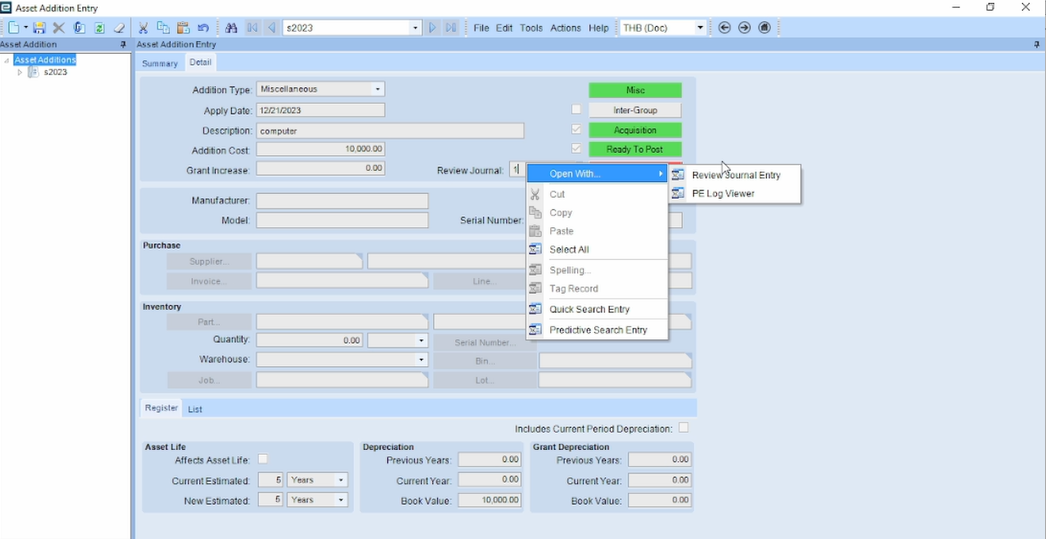 Asset Addition Entry
s2023
File Edit Tools Actions Help
THB (Doc)
Asset Addition
Asset Addition Entry
Asset Additions
s2023
Summary
Detail
Addition Type: Miscellaneous
Misc
Apply Date: 12/21/2023
Inter-Group
Description: computer
Acquisition
Addition Cost: 10,000.00
Ready To Post
Grant Increase: 0.00
Review Journal: 1
Open With...
Review Journal Entry
PE Log Viewer
Cut
Copy
Paste
Select All
Spelling...
Tag Record
Quick Search Entry
Predictive Search Entry
Manufacturer:
Model:
Serial Number:
Purchase
Supplier...
Invoice...
Line...
Inventory
Part...
Quantity: 0.00
Serial Number...
Warehouse:
Bin...
Job...
Lot...
Register
List
Includes Current Period Depreciation:
Asset Life
Depreciation
Grant Depreciation
Affects Asset Life:
Previous Years: 0.00
Previous Years: 0.00
Current Estimated: 5 Years
Current Year: 0.00
Current Year: 0.00
New Estimated: 5 Years
Book Value: 10,000.00
Book Value: 0.00